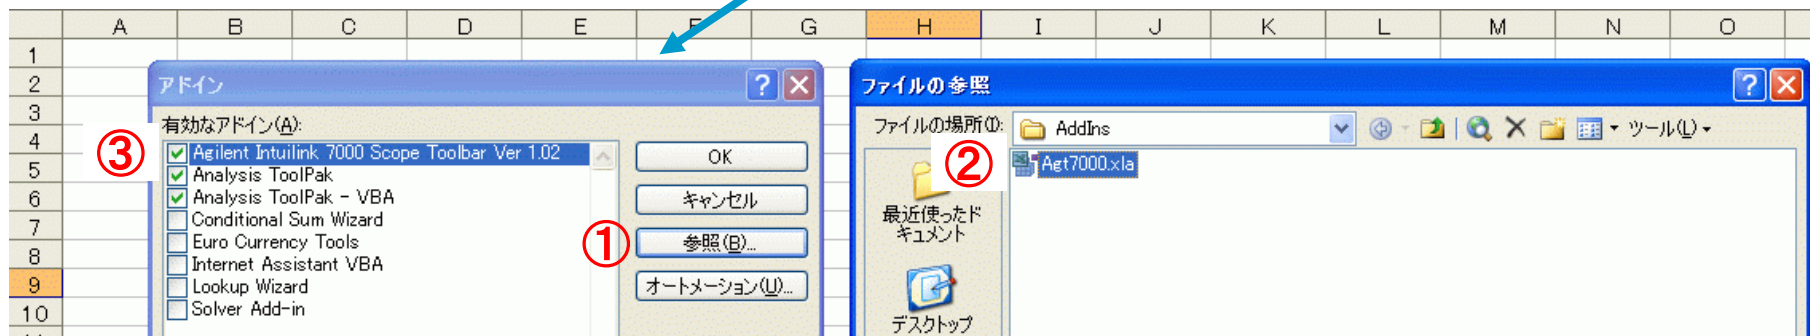 A B C D E F G H I J K L M N O
1
2
3
4
5
6
7
8
9
10
アドイン
有効なアドイン(A):
③
Agilent Intuilink 7000 Scope Toolbar Ver 1.02
Analysis ToolPak
Analysis ToolPak - VBA
Conditional Sum Wizard
Euro Currency Tools
Internet Assistant VBA
Lookup Wizard
Solver Add-in
OK
キャンセル
①
参照(B)...
オートメーション(U)...
ファイルの参照
ファイルの場所(I):
AddIns
ツール(L)
②
Agt7000.xla
最近使ったド
キュメント
デスクトップ